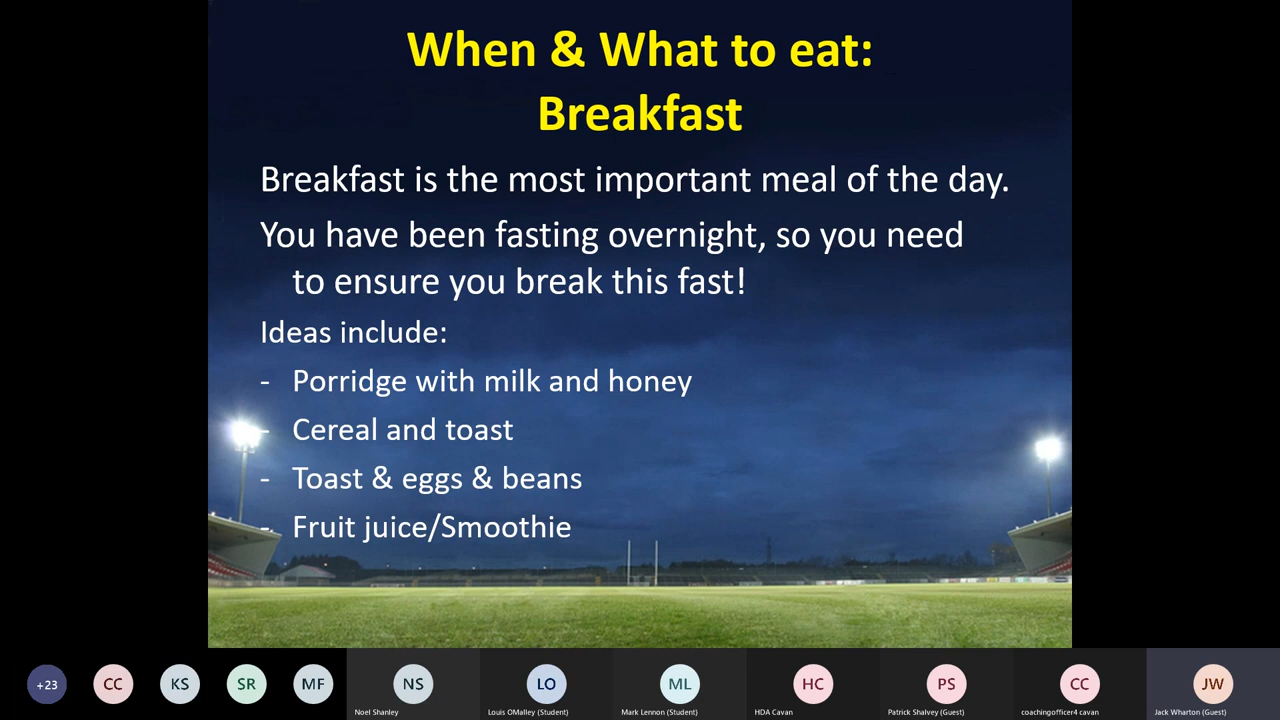 When & What to eat:
Breakfast
Breakfast is the most important meal of the day.
You have been fasting overnight, so you need
to ensure you break this fast!
Ideas include:
- Porridge with milk and honey
- Cereal and toast
- Toast & eggs & beans
- Fruit juice/Smoothie
+23 CC KS SR MF NS LO ML HC PS CC JW
Noel Shanley Louis OMalley (Student) Mark Lennon (Student) HDA Cavan Patrick Shalvey (Guest) coachingofficer4 cavan Jack Wharton (Guest)